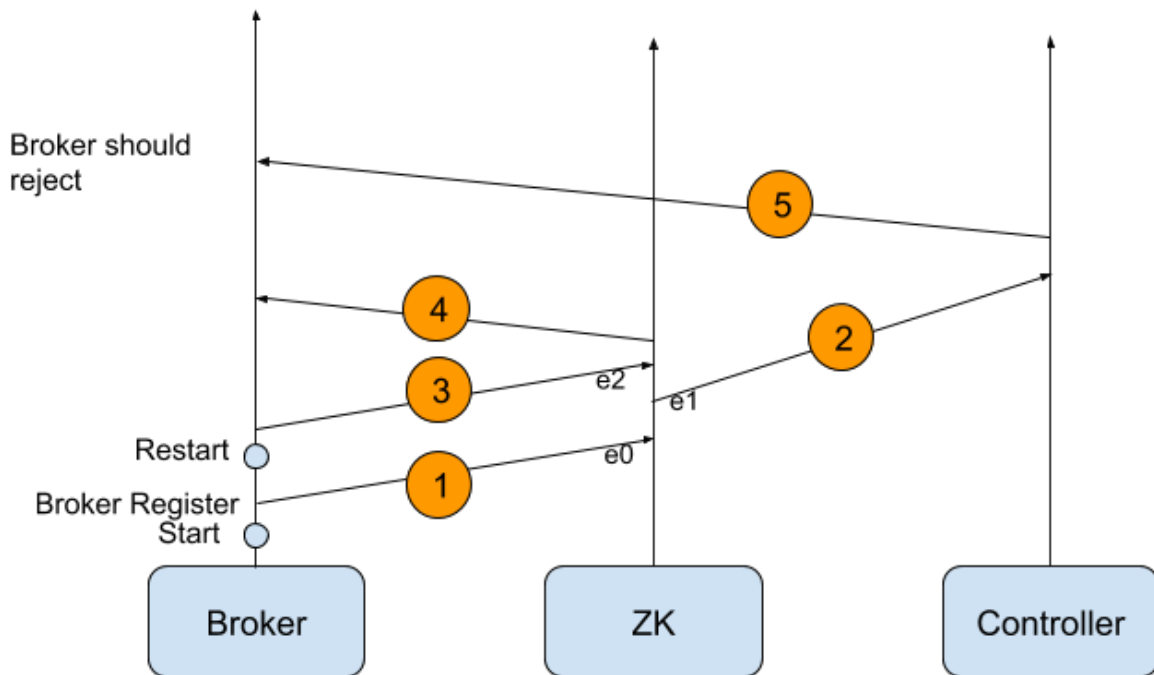 Broker should
reject
5
4
2
3
e2
e1
Restart
e0
1
Broker Register
Start
Broker
ZK
Controller